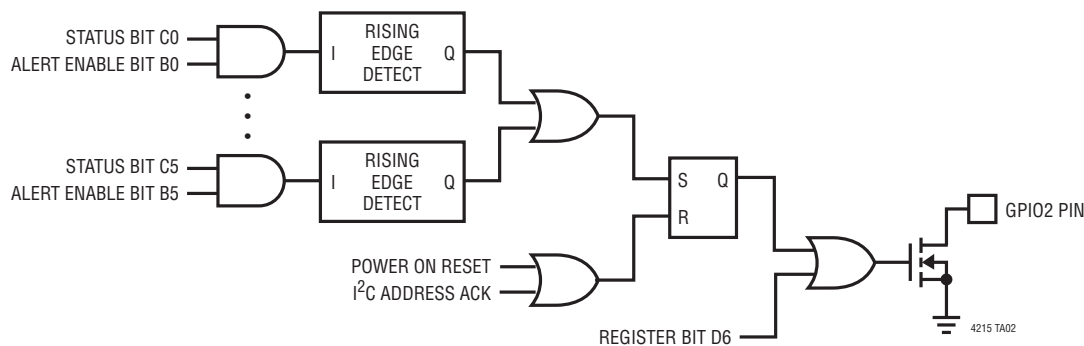 STATUS BIT C0
ALERT ENABLE BIT B0
I
RISING
EDGE
DETECT
Q
STATUS BIT C5
ALERT ENABLE BIT B5
I
RISING
EDGE
DETECT
Q
S
Q
R
GPIO2 PIN
POWER ON RESET
I²C ADDRESS ACK
REGISTER BIT D6
4215 TA02